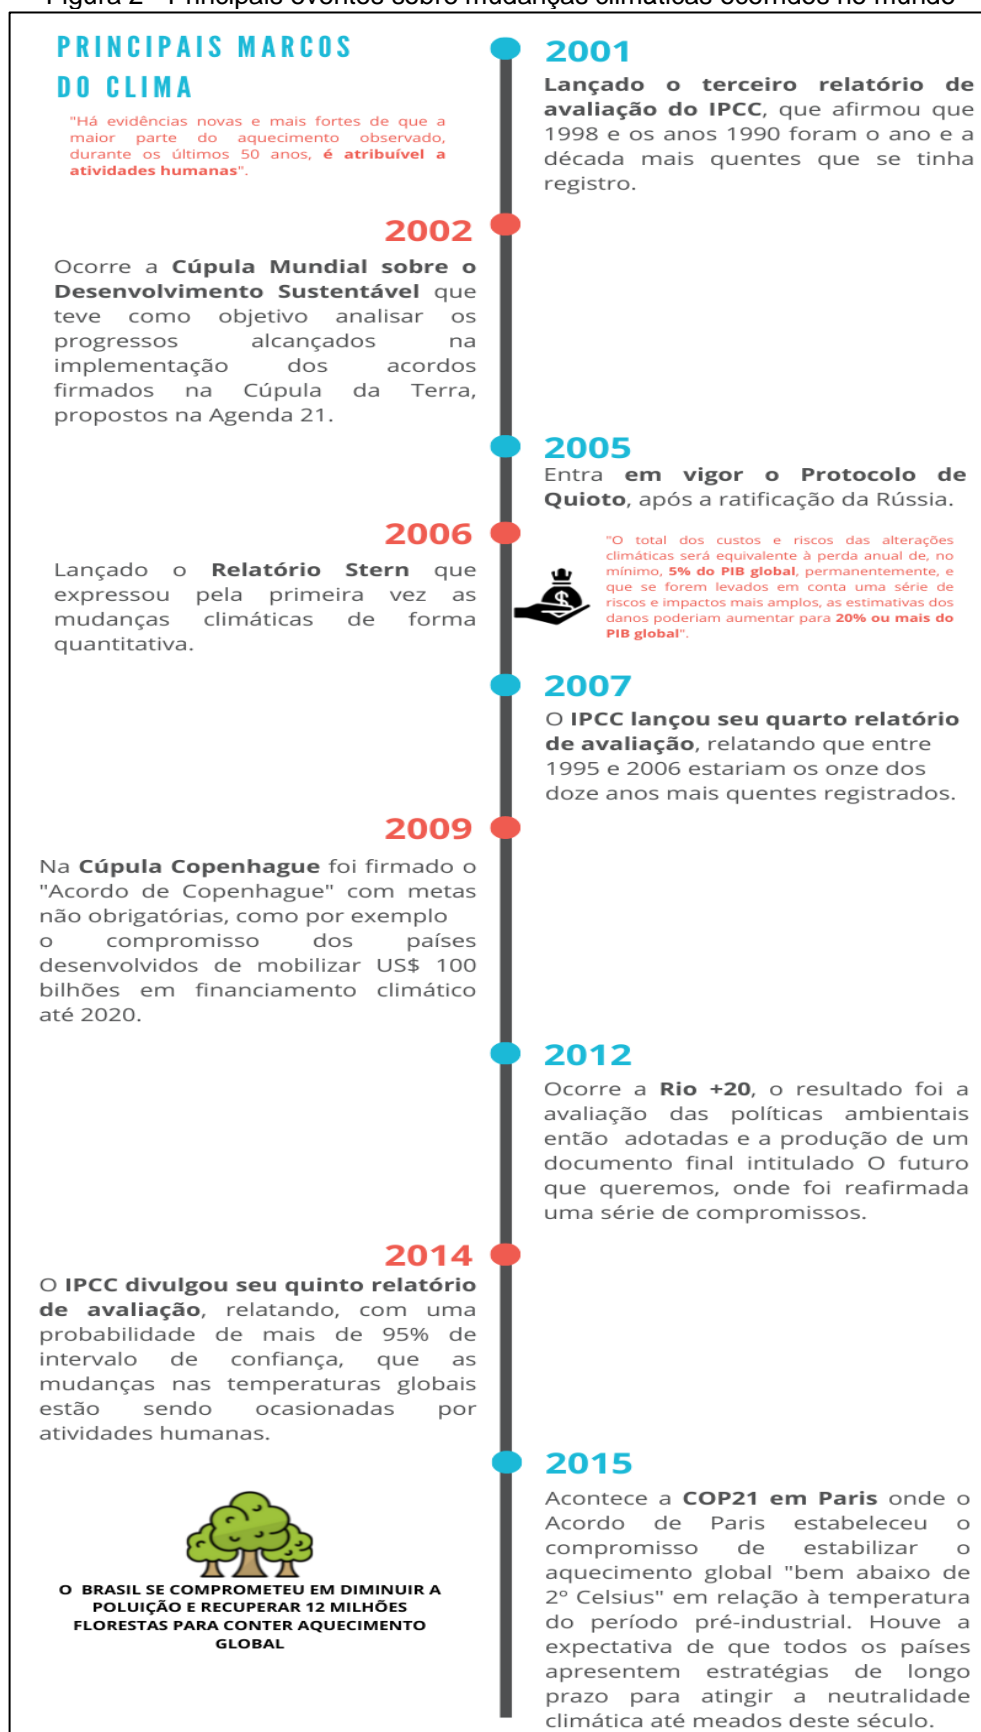 Figura 2 - Principais eventos sobre mudanças climáticas ocorridos no mundo
PRINCIPAIS MARCOS
DO CLIMA
"Há evidências novas e mais fortes de que a
maior parte do aquecimento observado,
durante os últimos 50 anos, é atribuível a
atividades humanas".
2001
Lançado o terceiro relatório de
avaliação do IPCC, que afirmou que
1998 e os anos 1990 foram o ano e a
década mais quentes que se tinha
registro.
2002
Ocorre a Cúpula Mundial sobre o
Desenvolvimento Sustentável que
teve como objetivo analisar os
progressos alcançados na
implementação dos acordos
firmados na Cúpula da Terra,
propostos na Agenda 21.
2005
Entra em vigor o Protocolo de
Quioto, após a ratificação da Rússia.
2006
Lançado o Relatório Stern que
expressou pela primeira vez as
mudanças climáticas de forma
quantitativa.
"O total dos custos e riscos das alterações
climáticas será equivalente à perda anual de, no
mínimo, 5% do PIB global, permanentemente, e
que se forem levados em conta uma série de
riscos e impactos mais amplos, as estimativas dos
danos poderiam aumentar para 20% ou mais do
PIB global".
2007
O IPCC lançou seu quarto relatório
de avaliação, relatando que entre
1995 e 2006 estariam os onze dos
doze anos mais quentes registrados.
2009
Na Cúpula Copenhague foi firmado o
"Acordo de Copenhague" com metas
não obrigatórias, como por exemplo
o compromisso dos países
desenvolvidos de mobilizar US$ 100
bilhões em financiamento climático
até 2020.
2012
Ocorre a Rio +20, o resultado foi a
avaliação das políticas ambientais
então adotadas e a produção de um
documento final intitulado O futuro
que queremos, onde foi reafirmada
uma série de compromissos.
2014
O IPCC divulgou seu quinto relatório
de avaliação, relatando, com uma
probabilidade de mais de 95% de
intervalo de confiança, que as
mudanças nas temperaturas globais
estão sendo ocasionadas por
atividades humanas.
2015
Acontece a COP21 em Paris onde o
Acordo de Paris estabeleceu o
compromisso de estabilizar o
aquecimento global "bem abaixo de
2º Celsius" em relação à temperatura
do período pré-industrial. Houve a
expectativa de que todos os países
apresentem estratégias de longo
prazo para atingir a neutralidade
climática até meados deste século.
O BRASIL SE COMPROMETEU EM DIMINUIR A
POLUIÇÃO E RECUPERAR 12 MILHÕES
FLORESTAS PARA CONTER AQUECIMENTO
GLOBAL